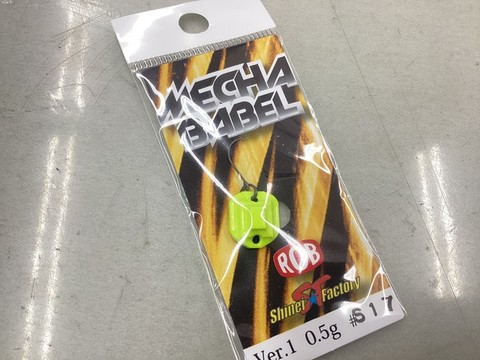 MECHA
BABEL
ROB
ST
Shiner★Factory
Ver.1 0.5g #S17